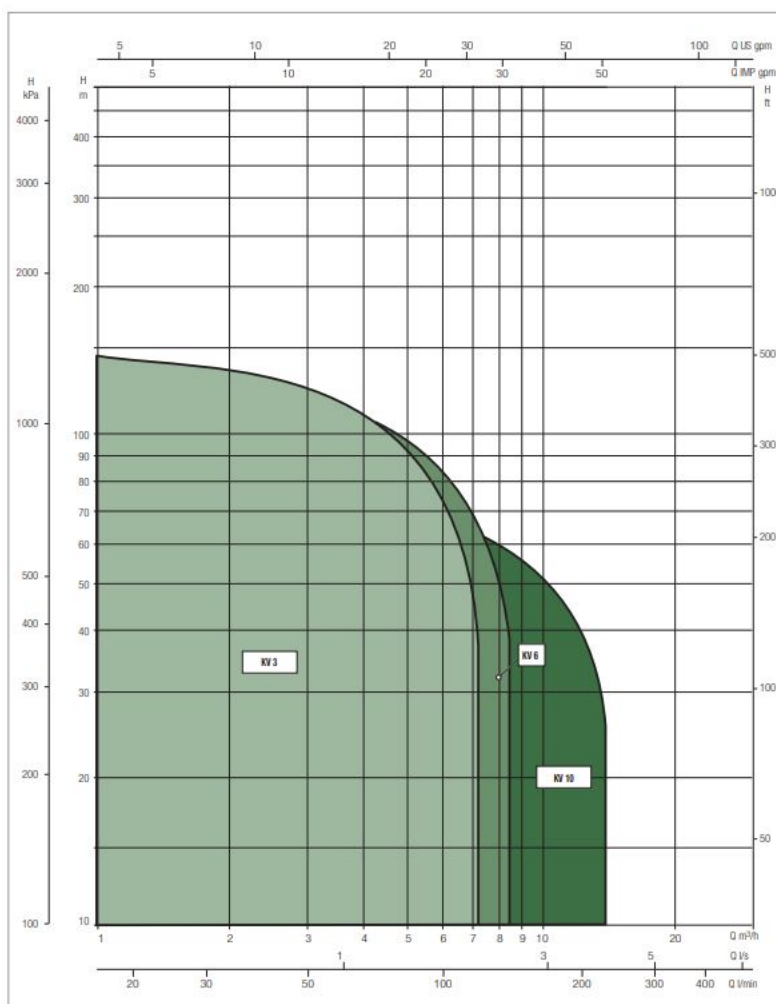 5 10 20 30 50 100 Q US gpm
5 10 20 30 50 Q IMP gpm
H kPa
H m
H ft
4000
3000
2000
1000
500
400
300
200
100
400
300
200
100
90
80
70
60
50
40
30
20
10
100
500
300
200
100
50
KV 3
KV 6
KV 10
1 2 3 4 5 6 7 8 9 10 20 Q m³/h
1 3 5 Q l/s
20 30 50 100 200 300 400 Q l/min